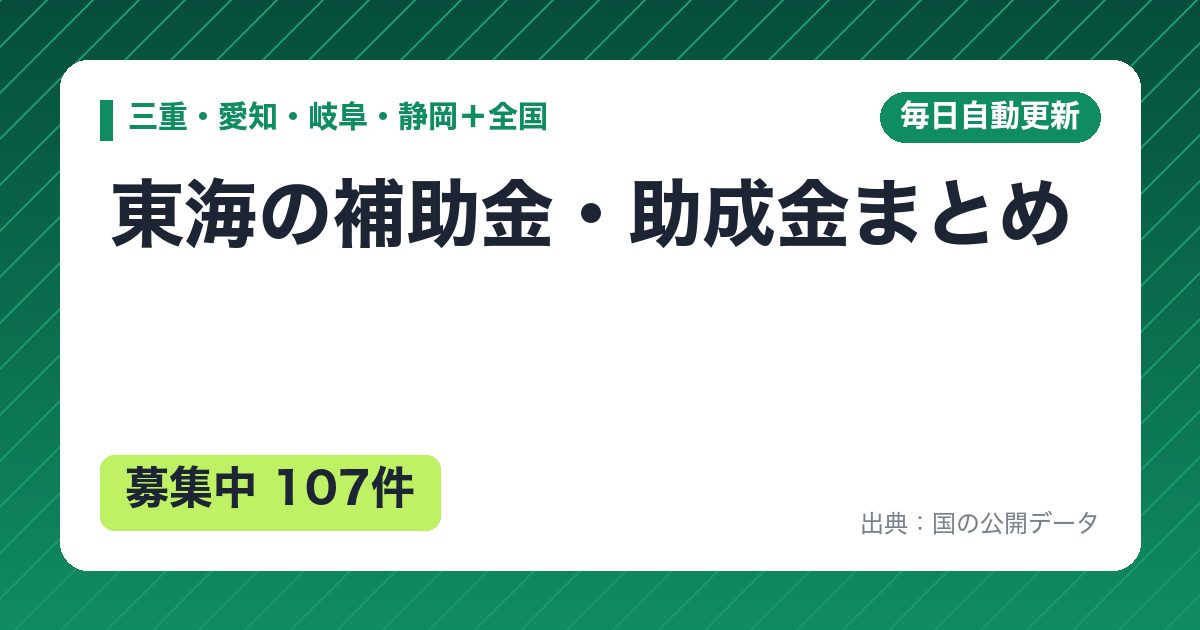 三重・愛知・岐阜・静岡＋全国
毎日自動更新
東海の補助金・助成金まとめ
募集中 107件
出典：国の公開データ